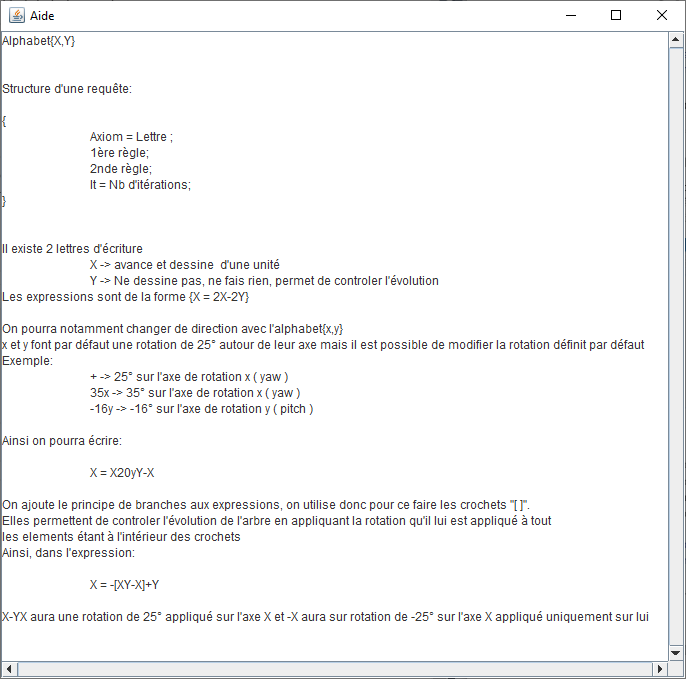 Aide
Alphabet{X,Y}
Structure d'une requête:
{
Axiom = Lettre ;
1ère règle;
2nde règle;
It = Nb d'itérations;
}
Il existe 2 lettres d'écriture
X -> avance et dessine  d'une unité
Y -> Ne dessine pas, ne fais rien, permet de controler l'évolution
Les expressions sont de la forme {X = 2X-2Y}
On pourra notamment changer de direction avec l'alphabet{x,y}
x et y font par défaut une rotation de 25° autour de leur axe mais il est possible de modifier la rotation définit par défaut
Exemple:
+ -> 25° sur l'axe de rotation x ( yaw )
35x -> 35° sur l'axe de rotation x ( yaw )
-16y -> -16° sur l'axe de rotation y ( pitch )
Ainsi on pourra écrire:
X = X20yY-X
On ajoute le principe de branches aux expressions, on utilise donc pour ce faire les crochets "[ ]".
Elles permettent de controler l'évolution de l'arbre en appliquant la rotation qu'il lui est appliqué à tout
les elements étant à l'intérieur des crochets
Ainsi, dans l'expression:
X = -[XY-X]+Y
X-YX aura une rotation de 25° appliqué sur l'axe X et -X aura sur rotation de -25° sur l'axe X appliqué uniquement sur lui